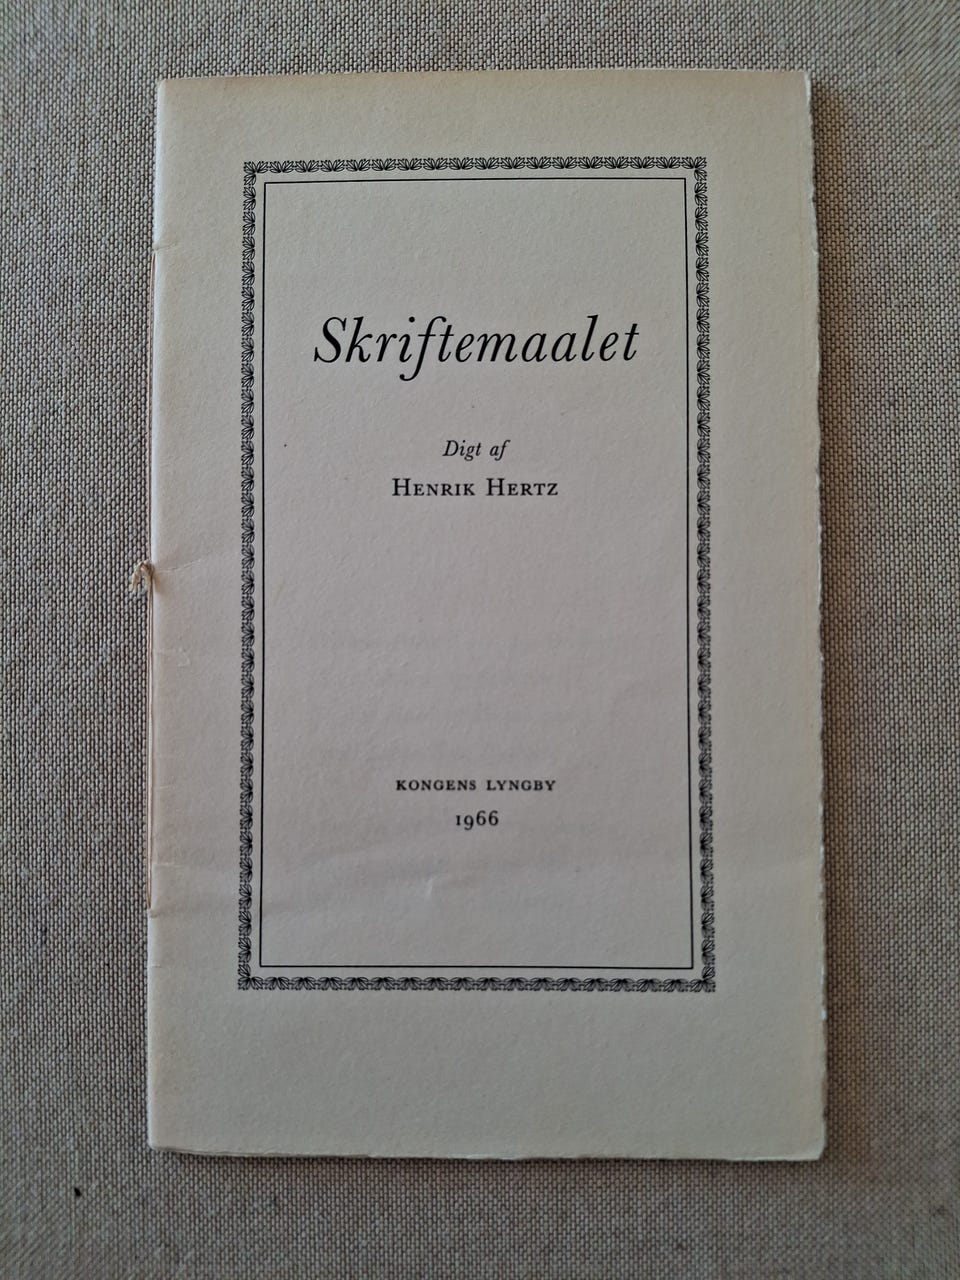 Skriftemaalet
Digt af
HENRIK HERTZ
KONGENS LYNGBY
1966